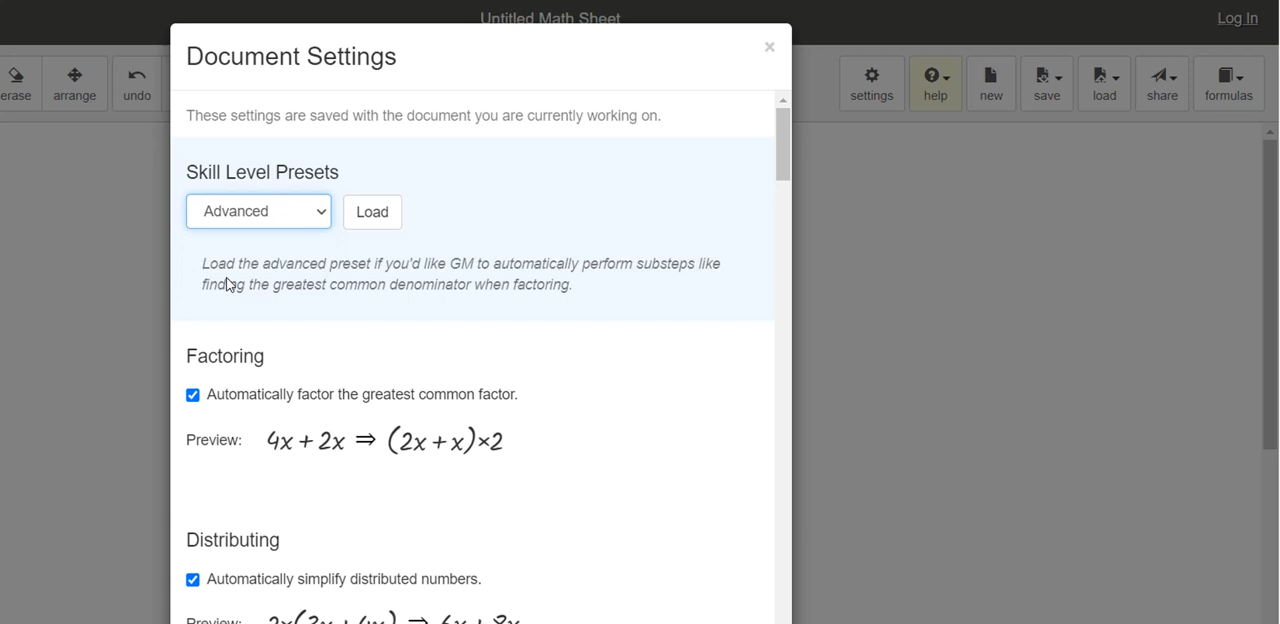 Untitled Math Sheet
Log In
erase
arrange
undo
settings
help
new
save
load
share
formulas
Document Settings
×
These settings are saved with the document you are currently working on.
Skill Level Presets
Advanced
Load
Load the advanced preset if you'd like GM to automatically perform substeps like
finding the greatest common denominator when factoring.
Factoring
Automatically factor the greatest common factor.
Preview: 4x + 2x ⇒ (2x + x)×2
Distributing
Automatically simplify distributed numbers.
Preview: